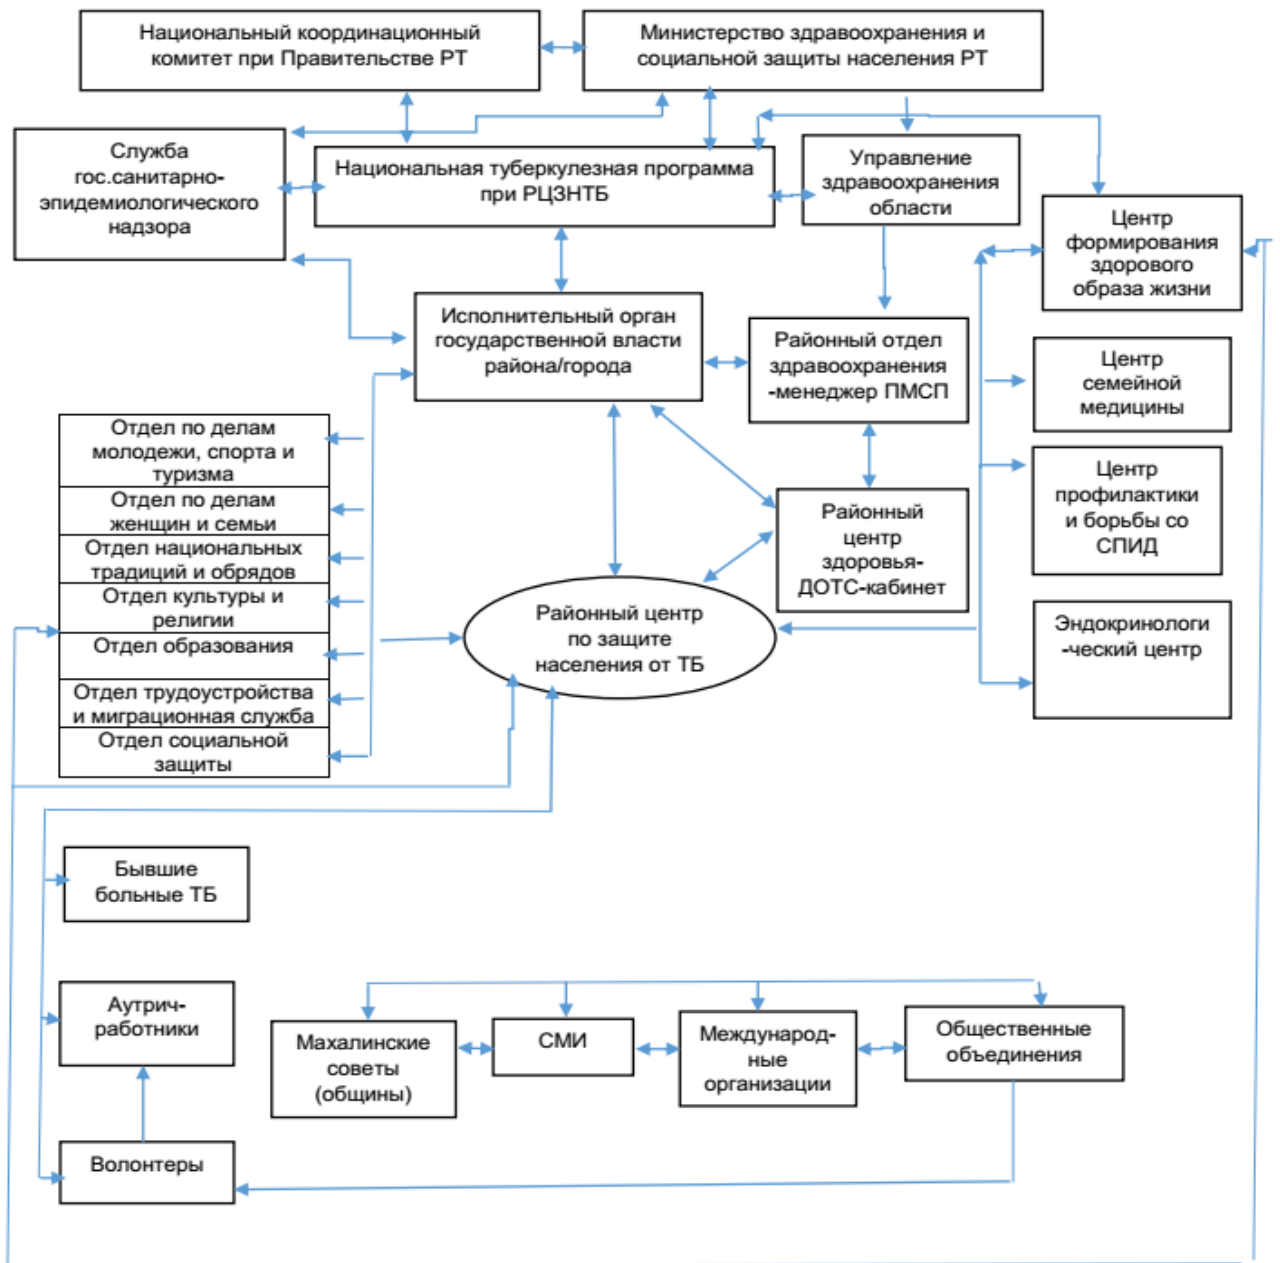 Национальный координационный
комитет при Правительстве РТ
Министерство здравоохранения и
социальной защиты населения РТ
Служба
гос.санитарно-
эпидемиологического
надзора
Национальная туберкулезная программа
при РЦЗНТБ
Управление
здравоохранения
области
Центр
формирования
здорового
образа жизни
Исполнительный орган
государственной власти
района/города
Районный отдел
здравоохранения
-менеджер ПМСП
Центр
семейной
медицины
Отдел по делам
молодежи, спорта и
туризма
Отдел по делам
женщин и семьи
Отдел национальных
традиций и обрядов
Отдел культуры и
религии
Отдел образования
Отдел трудоустройства
и миграционная служба
Отдел социальной
защиты
Центр
профилактики
и борьбы со
СПИД
Районный
центр
здоровья-
ДОТС-кабинет
Районный центр
по защите
населения от ТБ
Эндокринологи
-ческий центр
Бывшие
больные ТБ
Аутрич-
работники
Волонтеры
Махалинские
советы
(общины)
СМИ
Международ-
ные
организации
Общественные
объединения